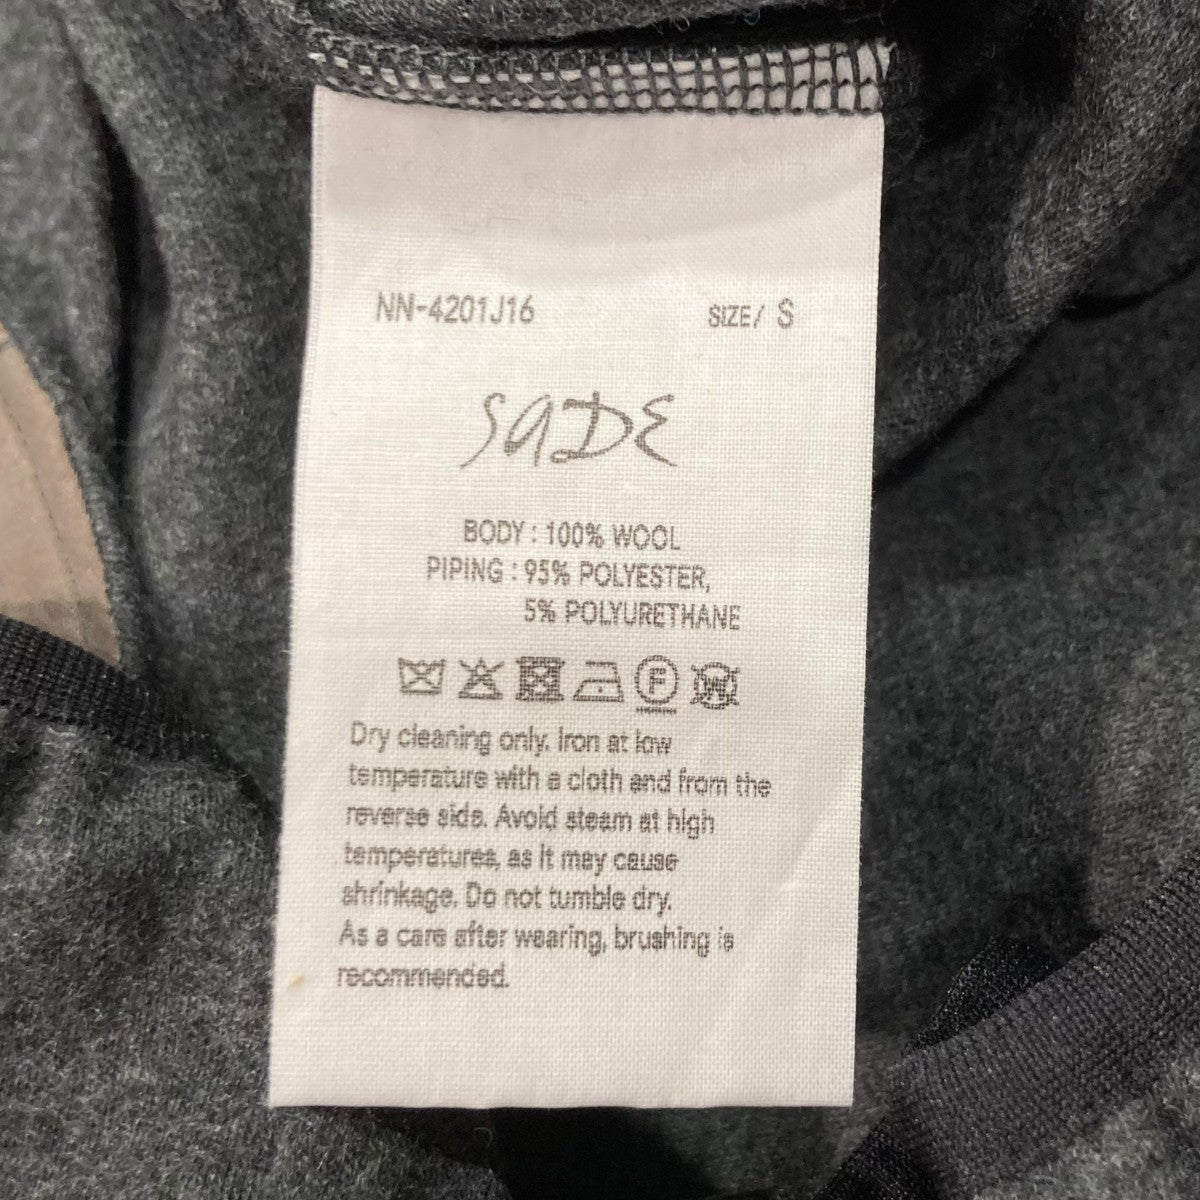 NN-4201J16 SIZE/ S
SADE
BODY : 100% WOOL
PIPING : 95% POLYESTER,
5% POLYURETHANE
F W
Dry cleaning only. Iron at low
temperature with a cloth and from the
reverse side. Avoid steam at high
temperatures, as it may cause
shrinkage. Do not tumble dry.
As a care after wearing, brushing is
recommended.